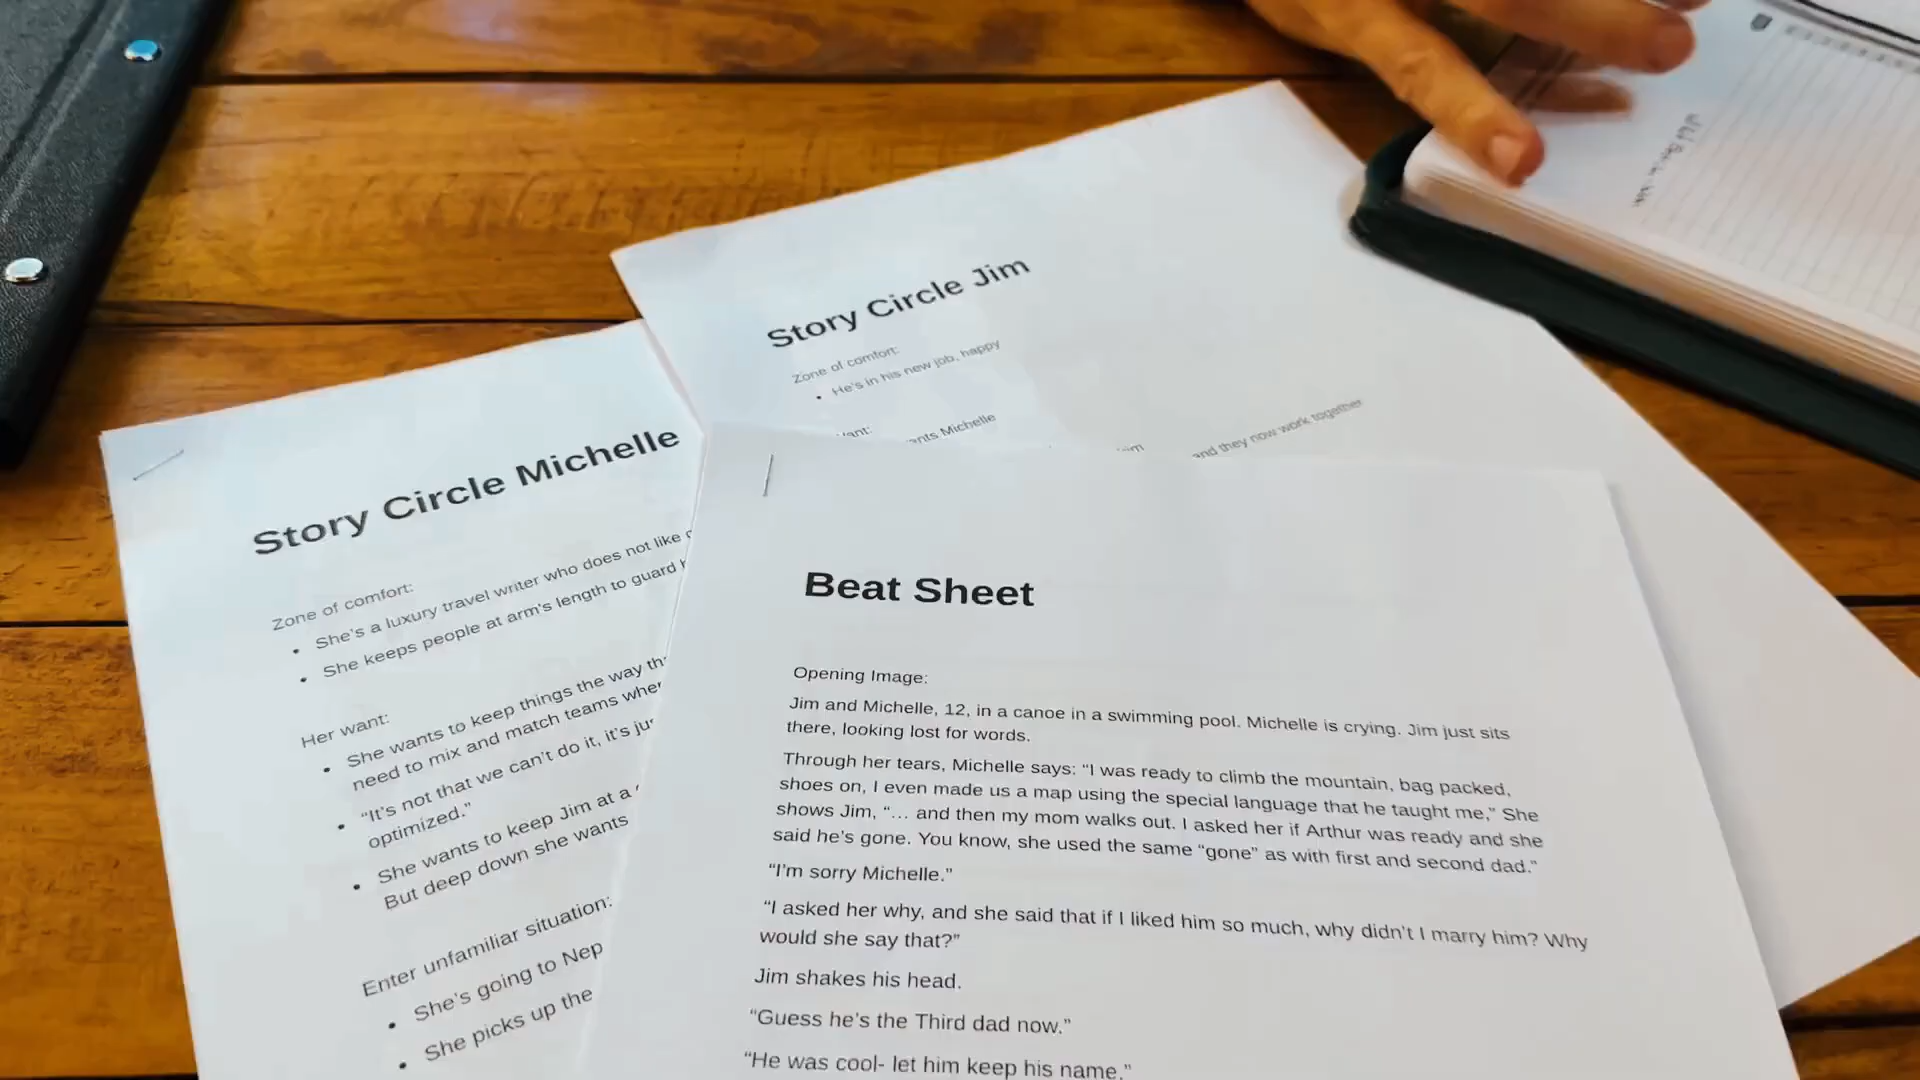 Story Circle Jim
Zone of comfort:
• He's in his new job, happy
Michelle
and they now work together
Story Circle Michelle
Zone of comfort:
• She's a luxury travel writer who does not like
• She keeps people at arm's length to guard
Her want:
• She wants to keep things the way
need to mix and match teams
• “It's not that we can't do it, it's
optimized.”
• She wants to keep Jim at a
But deep down she wants
Enter unfamiliar situation:
• She's going to
• She picks up the
Beat Sheet
Opening Image:
Jim and Michelle, 12, in a canoe in a swimming pool. Michelle is crying. Jim just sits
there, looking lost for words.
Through her tears, Michelle says: “I was ready to climb the mountain, bag packed,
shoes on, I even made us a map using the special language that he taught me,” She
shows Jim, “… and then my mom walks out. I asked her if Arthur was ready and she
said he's gone. You know, she used the same “gone” as with first and second dad.”
“I'm sorry Michelle.”
“I asked her why, and she said that if I liked him so much, why didn't I marry him? Why
would she say that?”
Jim shakes his head.
“Guess he's the Third dad now.”
“He was cool- let him keep his name.”